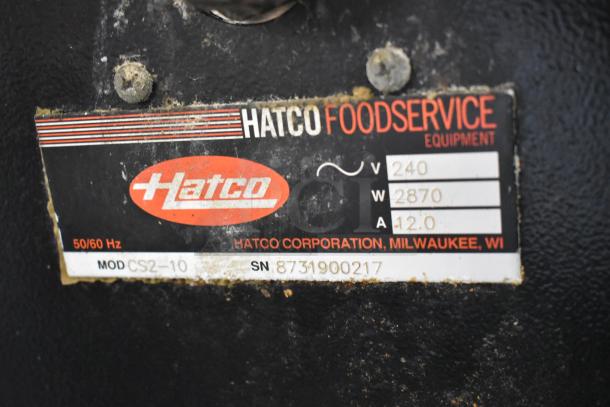 HATCO FOODSERVICE
EQUIPMENT
Hatco
V 240
W 2870
A 12.0
50/60 Hz
HATCO CORPORATION, MILWAUKEE, WI
MOD CS2-10 SN 8731900217